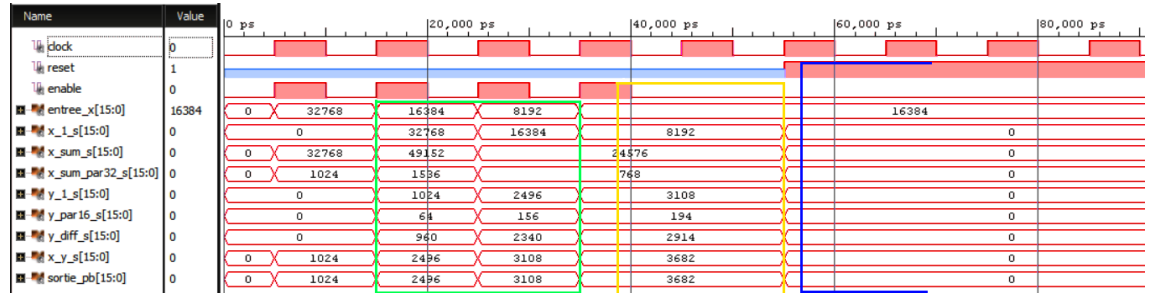 Name Value 0 ps 20,000 ps 40,000 ps 60,000 ps 80,000 ps
clock 0
reset 1
enable 0
entree_x[15:0] 16384 0 32768 16384 8192 16384
x_1_s[15:0] 0 0 32768 16384 8192 0
x_sum_s[15:0] 0 0 32768 49152 24576 0
x_sum_par32_s[15:0] 0 0 1024 1536 768 0
y_1_s[15:0] 0 0 1024 2496 3108 0
y_par16_s[15:0] 0 0 64 156 194 0
y_diff_s[15:0] 0 0 960 2340 2914 0
x_y_s[15:0] 0 0 1024 2496 3108 3682 0
sortie_pb[15:0] 0 0 1024 2496 3108 3682 0